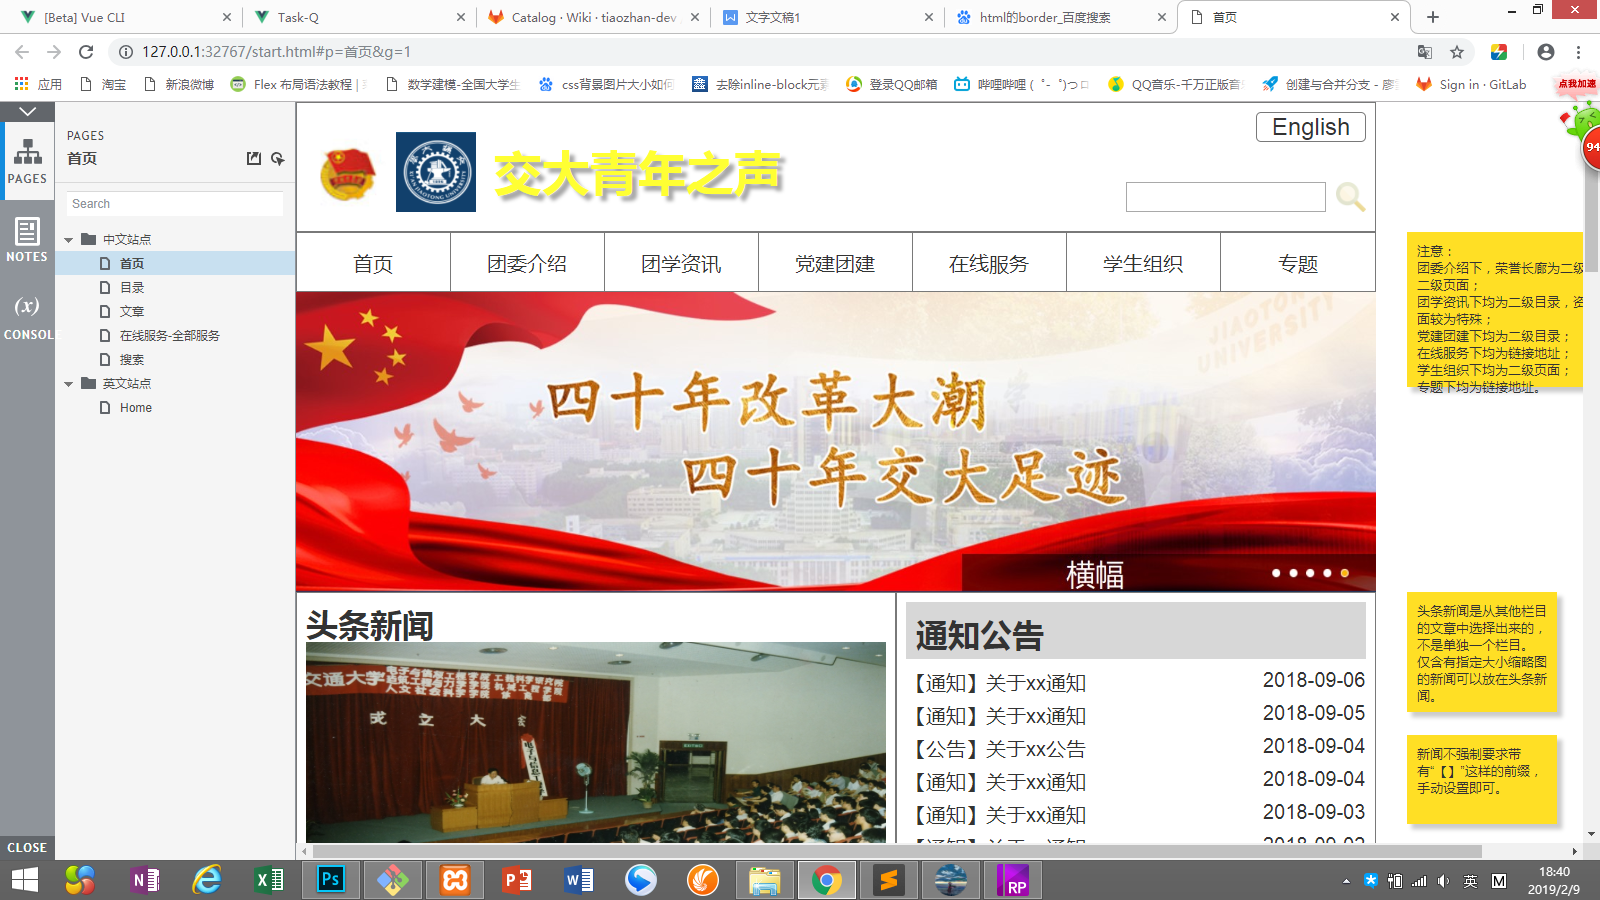 [Beta] Vue CLI
Task-Q
Catalog · Wiki · tiaozhan-dev
文字文稿1
html的border_百度搜索
首页
127.0.0.1:32767/start.html#p=首页&g=1
应用
淘宝
新浪微博
Flex 布局语法教程 |
数学建模-全国大学生
css背景图片大小如何
去除inline-block元素
登录QQ邮箱
哔哩哔哩 ( ゜- ゜)つロ
QQ音乐-千万正版音
创建与合并分支 - 廖
Sign in · GitLab
点我加速
94
PAGES
NOTES
(x)
CONSOLE
CLOSE
PAGES
首页
Search
中文站点
首页
目录
文章
在线服务-全部服务
搜索
英文站点
Home
交大青年之声
English
首页
团委介绍
团学资讯
党建团建
在线服务
学生组织
专题
JIAOTONG
UNIVERSITY
四十年改革大潮
四十年交大足迹
横幅
头条新闻
成立大会
通知公告
【通知】关于xx通知 2018-09-06
【通知】关于xx通知 2018-09-05
【公告】关于xx公告 2018-09-04
【通知】关于xx通知 2018-09-04
【通知】关于xx通知 2018-09-03
注意：
团委介绍下，荣誉长廊为二级
二级页面；
团学资讯下均为二级目录，资
面较为特殊；
党建团建下均为二级目录；
在线服务下均为链接地址；
学生组织下均为二级页面；
专题下均为链接地址。
头条新闻是从其他栏目
的文章中选择出来的，
不是单独一个栏目。
仅含有指定大小缩略图
的新闻可以放在头条新
闻。
新闻不强制要求带
有“【】”这样的前缀，
手动设置即可。
Ps
RP
英
M
18:40
2019/2/9